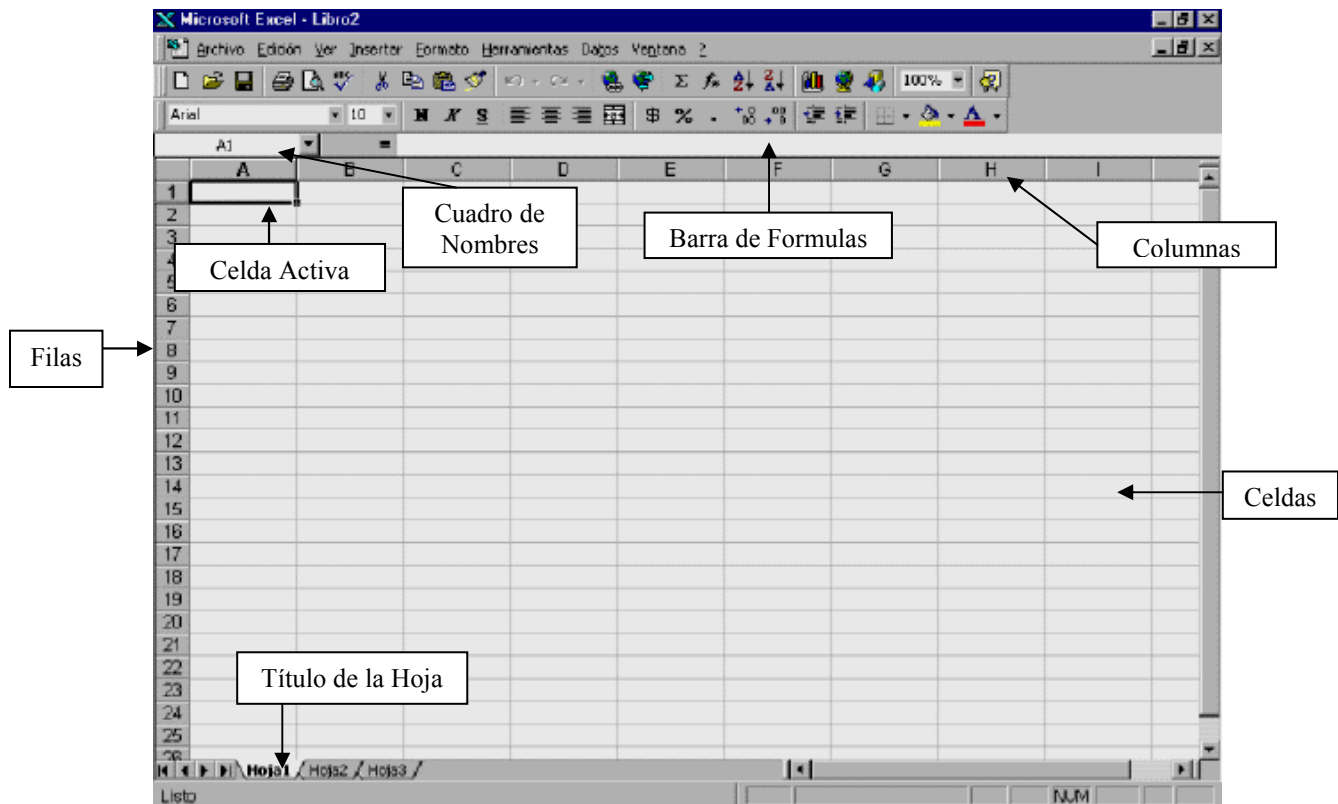 Microsoft Excel - Libro2
Archivo Edición Ver Insertar Formato Herramientas Datos Ventana ?
100%
Arial 10 N K S $ %
A1 =
A B C D E F G H I
1
2
3
Cuadro de
Nombres
Barra de Formulas
Columnas
Celda Activa
4
5
6
7
Filas
8
9
10
11
12
13
14
Celdas
15
16
17
18
19
20
21
22
Título de la Hoja
23
24
25
26
Hoja1 Hoja2 Hoja3
Listo NUM